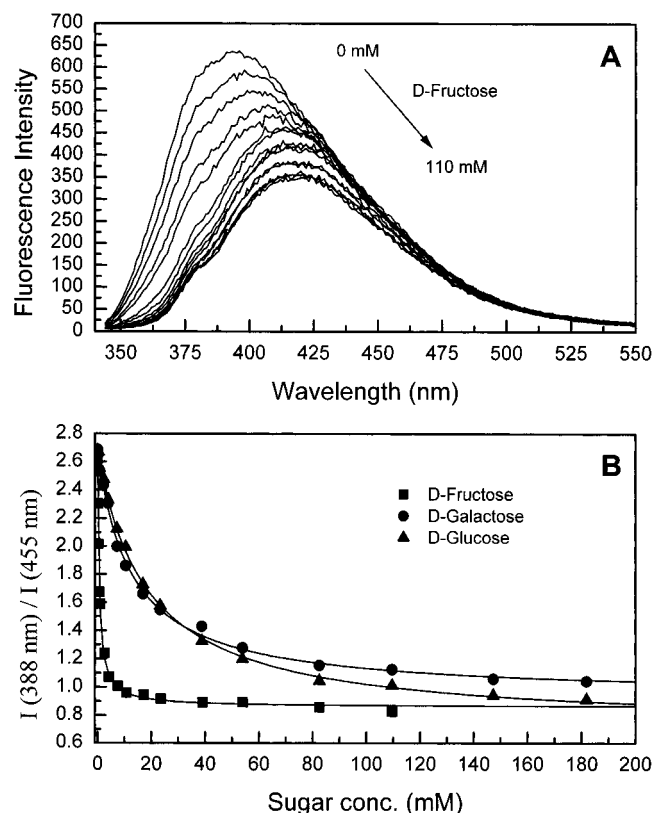 700
650
600
550
500
450
400
350
300
250
200
150
100
50
0
Fluorescence Intensity
A
0 mM
D-Fructose
110 mM
350 375 400 425 450 475 500 525 550
Wavelength (nm)
2.8
2.6
2.4
2.2
2.0
1.8
1.6
1.4
1.2
1.0
0.8
0.6
I (388 nm) / I (455 nm)
B
D-Fructose
D-Galactose
D-Glucose
0 20 40 60 80 100 120 140 160 180 200
Sugar conc. (mM)